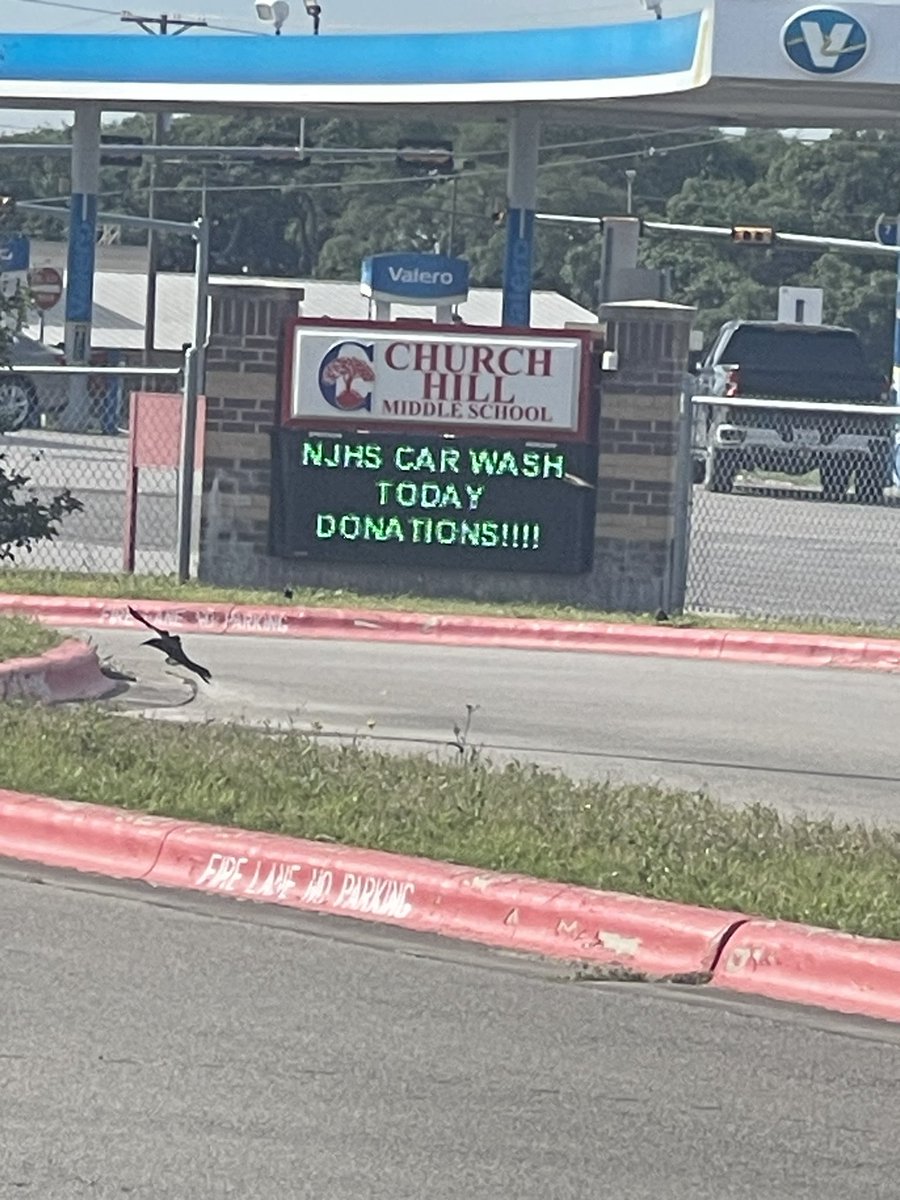 Valero
CHURCH
HILL
MIDDLE SCHOOL
NJHS CAR WASH
TODAY
DONATIONS!!!!
FIRE LANE NO PARKING
FIRE LANE NO PARKING